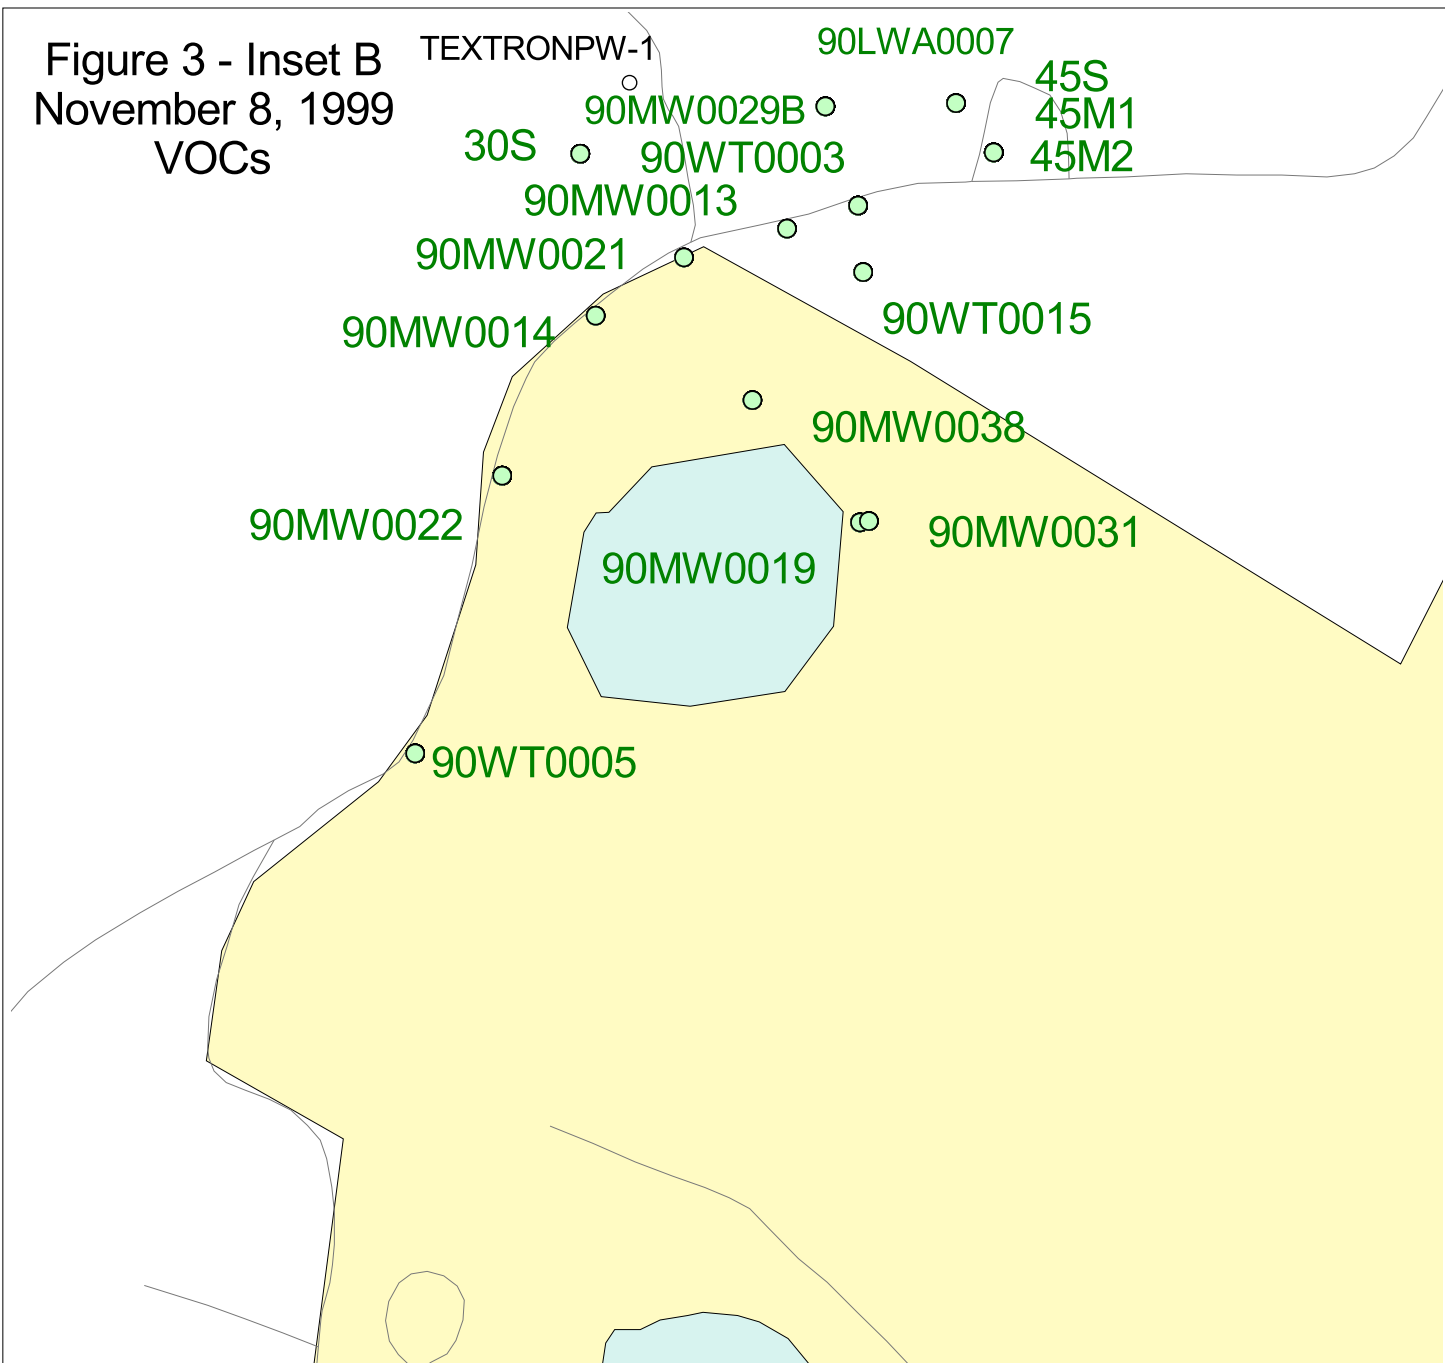 Figure 3 - Inset B
November 8, 1999
VOCs
TEXTRONPW-1
90LWA0007
45S
90MW0029B
45M1
30S
90WT0003
45M2
90MW0013
90MW0021
90WT0015
90MW0014
90MW0038
90MW0022
90MW0031
90MW0019
90WT0005